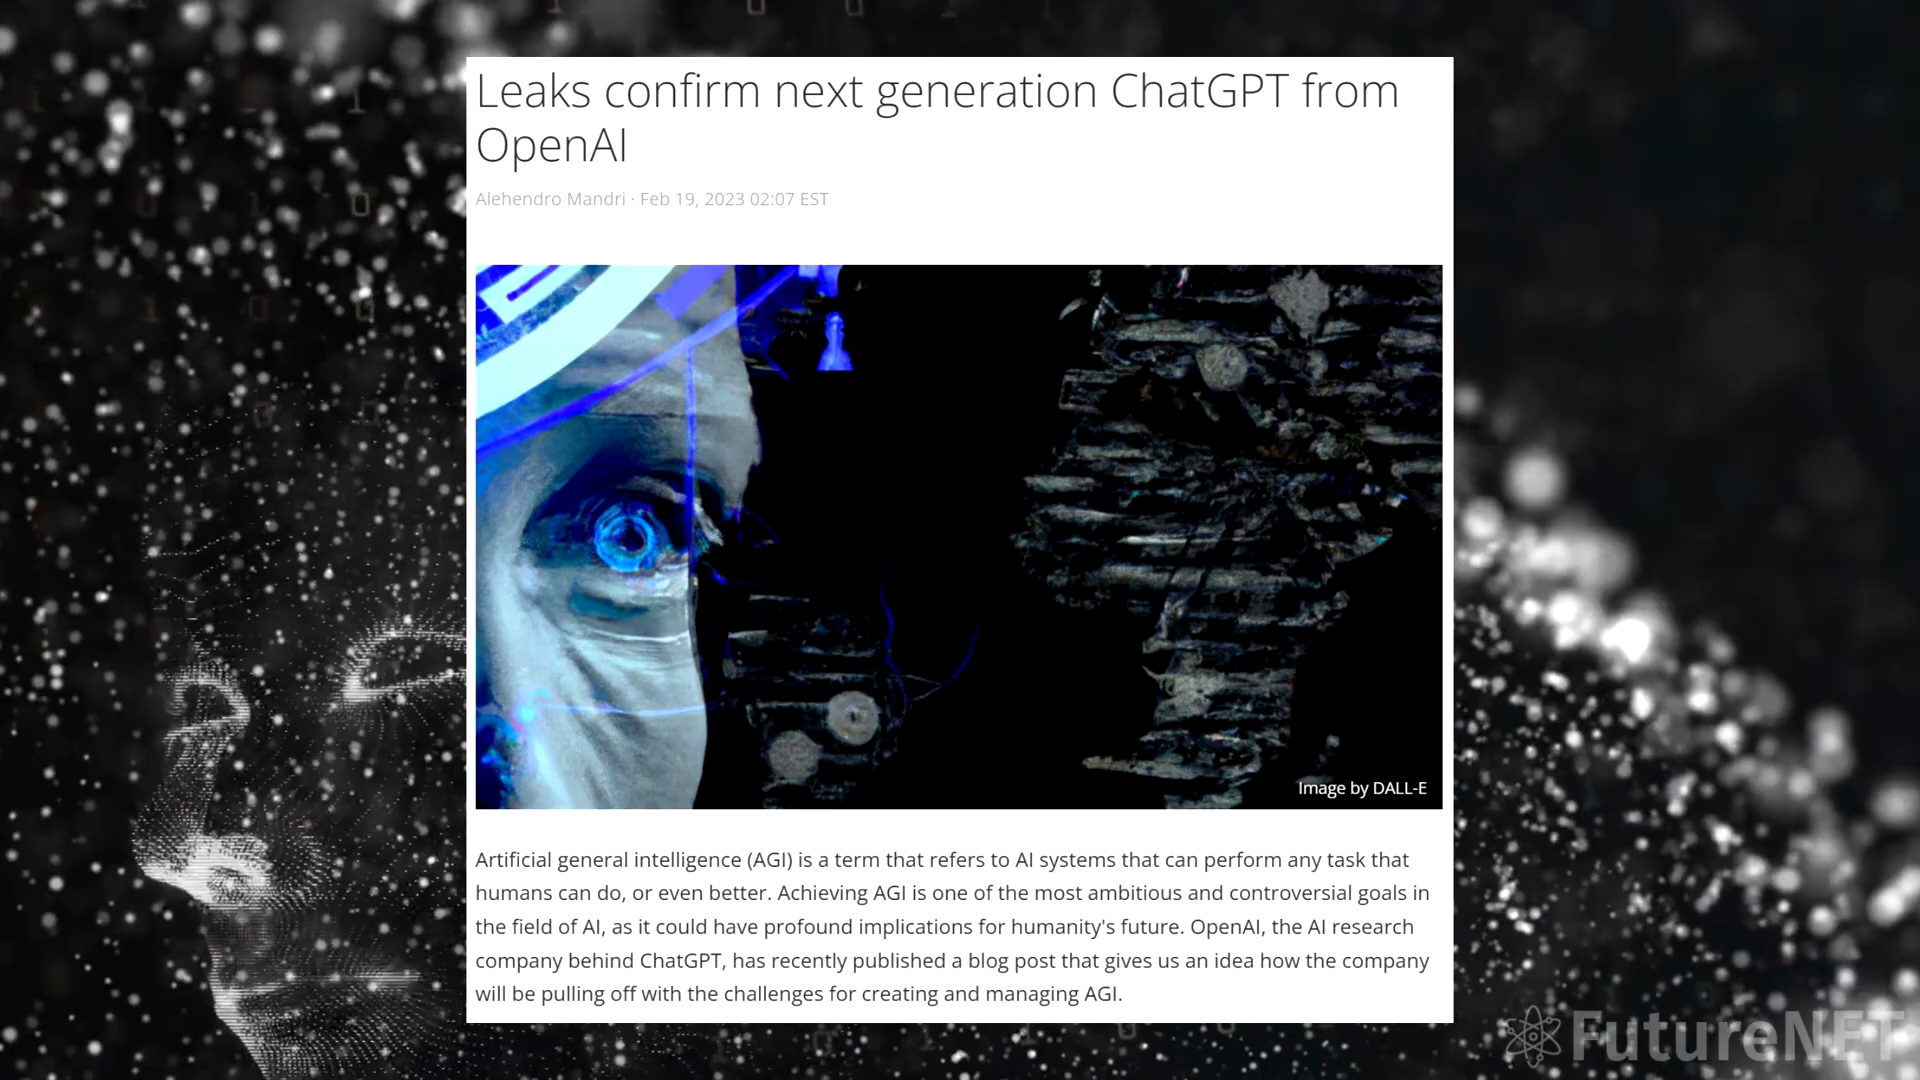 Leaks confirm next generation ChatGPT from
OpenAI
Alehendro Mandri · Feb 19, 2023 02:07 EST
Image by DALL-E
Artificial general intelligence (AGI) is a term that refers to AI systems that can perform any task that
humans can do, or even better. Achieving AGI is one of the most ambitious and controversial goals in
the field of AI, as it could have profound implications for humanity's future. OpenAI, the AI research
company behind ChatGPT, has recently published a blog post that gives us an idea how the company
will be pulling off with the challenges for creating and managing AGI.
FutureNET